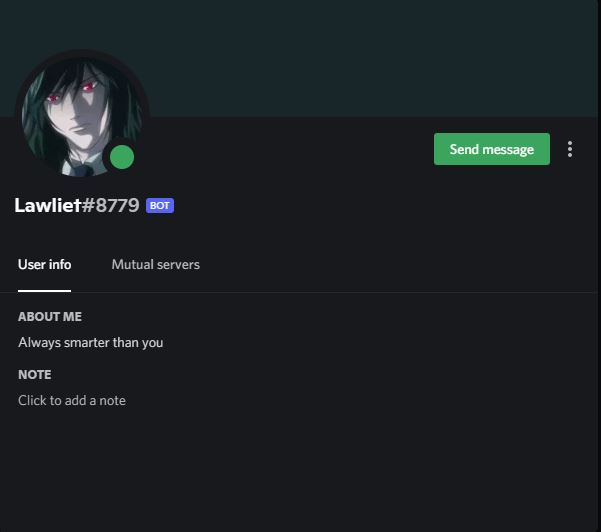 Send message
Lawliet#8779 BOT
User info Mutual servers
ABOUT ME
Always smarter than you
NOTE
Click to add a note